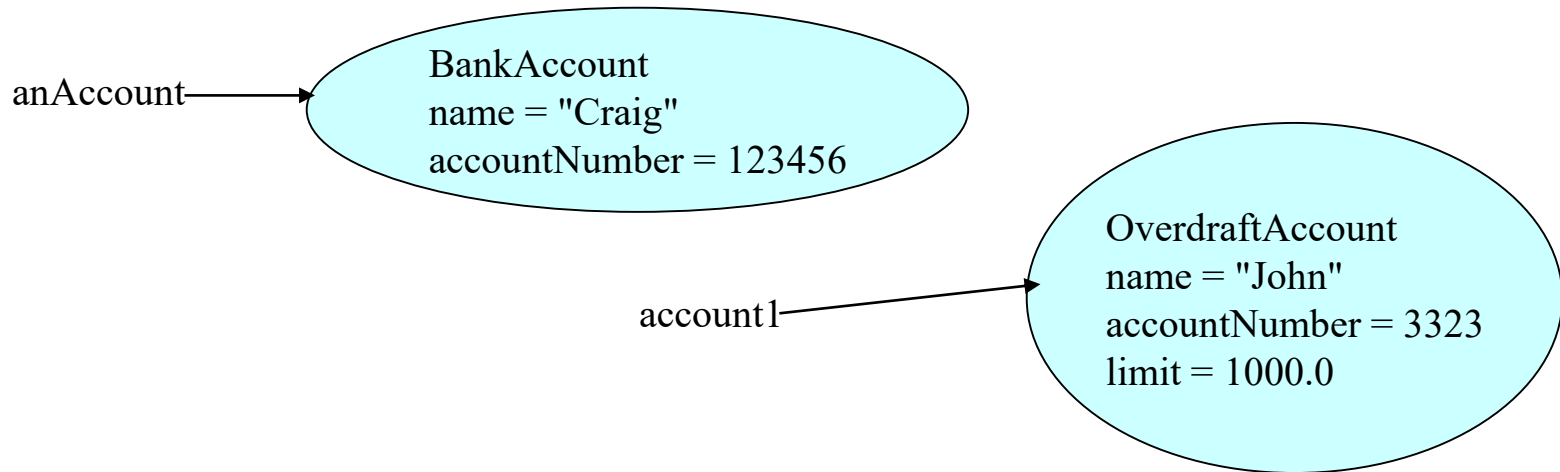 anAccount
BankAccount
name = "Craig"
accountNumber = 123456
account1
OverdraftAccount
name = "John"
accountNumber = 3323
limit = 1000.0